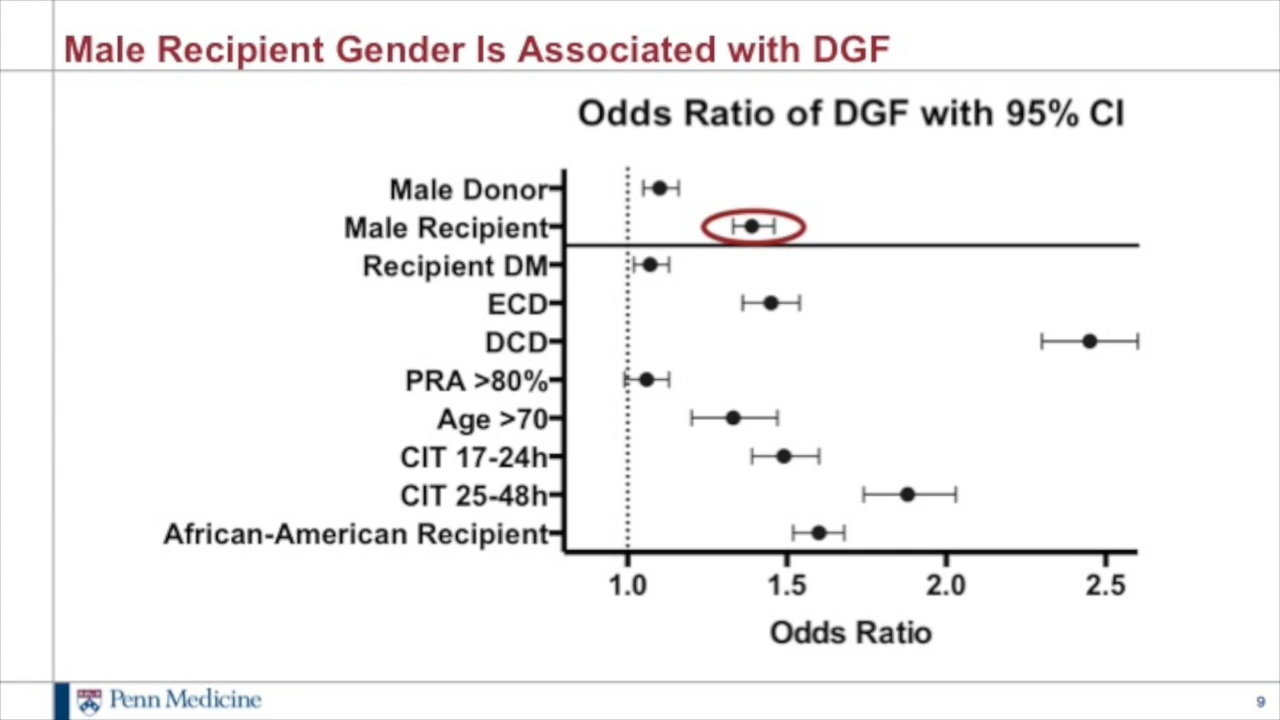 Male Recipient Gender Is Associated with DGF
Odds Ratio of DGF with 95% CI
Male Donor
Male Recipient
Recipient DM
ECD
DCD
PRA >80%
Age >70
CIT 17-24h
CIT 25-48h
African-American Recipient
1.0 1.5 2.0 2.5
Odds Ratio
Penn Medicine
9